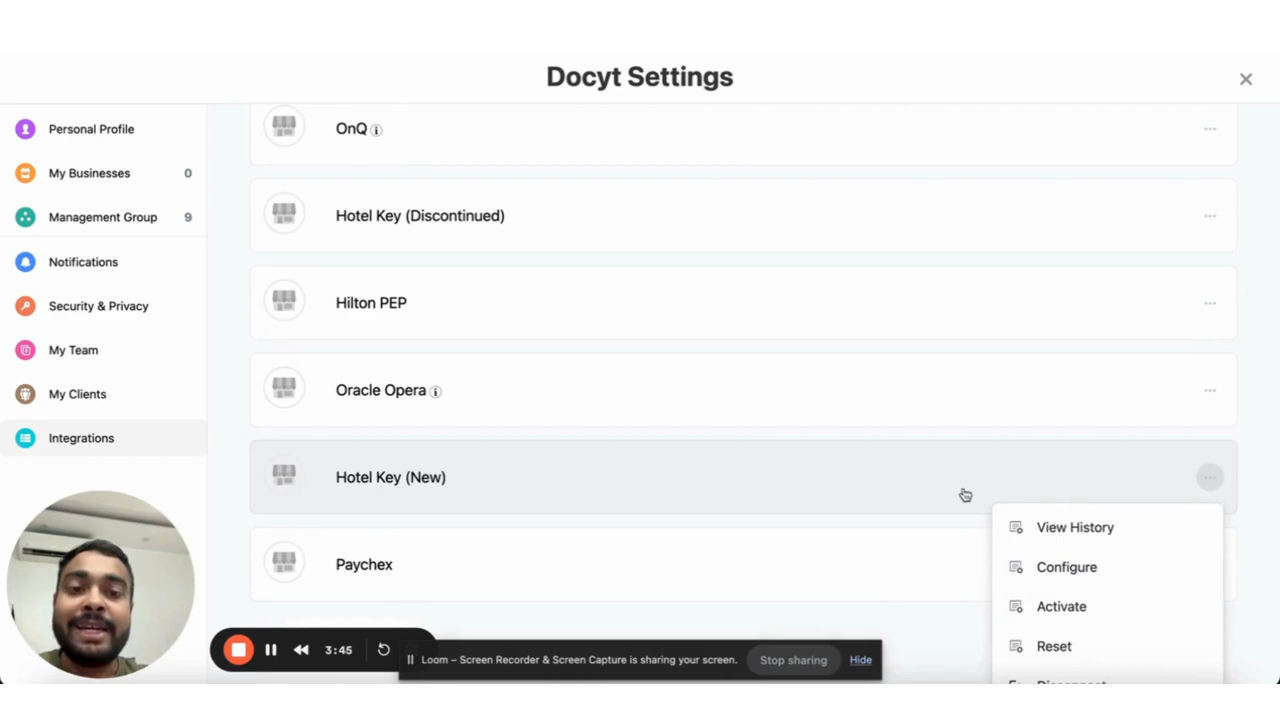 Docyt Settings
Personal Profile
My Businesses 0
Management Group 9
Notifications
Security & Privacy
My Team
My Clients
Integrations
OnQ
Hotel Key (Discontinued)
Hilton PEP
Oracle Opera
Hotel Key (New)
Paychex
View History
Configure
Activate
Reset
Disconnect
3:45
Loom – Screen Recorder & Screen Capture is sharing your screen.
Stop sharing
Hide